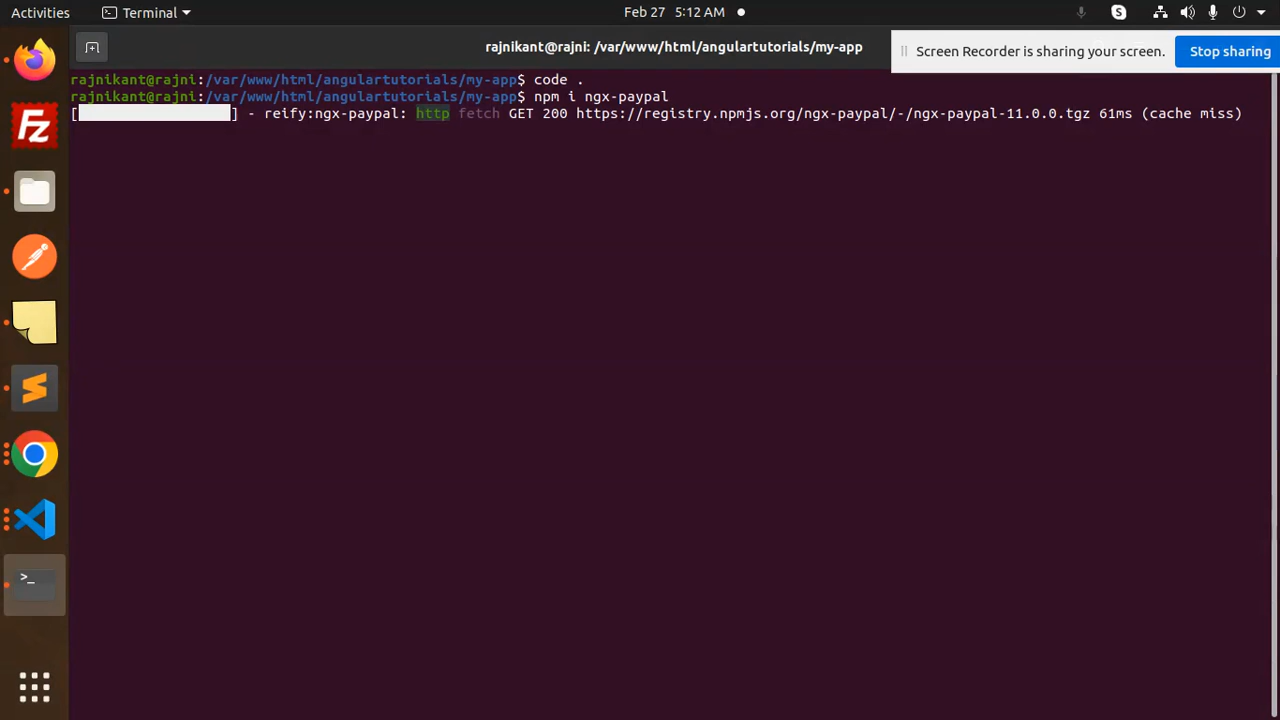 Activities
Terminal
Feb 27 5:12 AM
rajnikant@rajni: /var/www/html/angulartutorials/my-app
Screen Recorder is sharing your screen.
Stop sharing
rajnikant@rajni:/var/www/html/angulartutorials/my-app$ code .
rajnikant@rajni:/var/www/html/angulartutorials/my-app$ npm i ngx-paypal
[                  ] - reify:ngx-paypal: http fetch GET 200 https://registry.npmjs.org/ngx-paypal/-/ngx-paypal-11.0.0.tgz 61ms (cache miss)